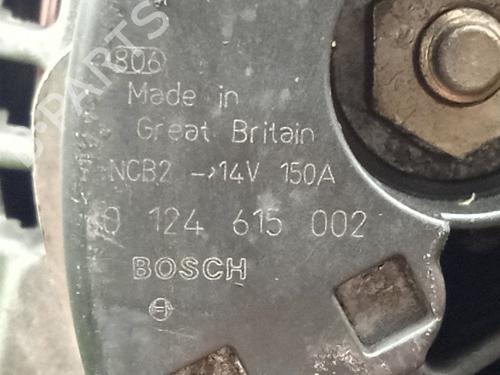 806
Made in
Great Britain
NCB2 →14V 150A
0 124 615 002
BOSCH